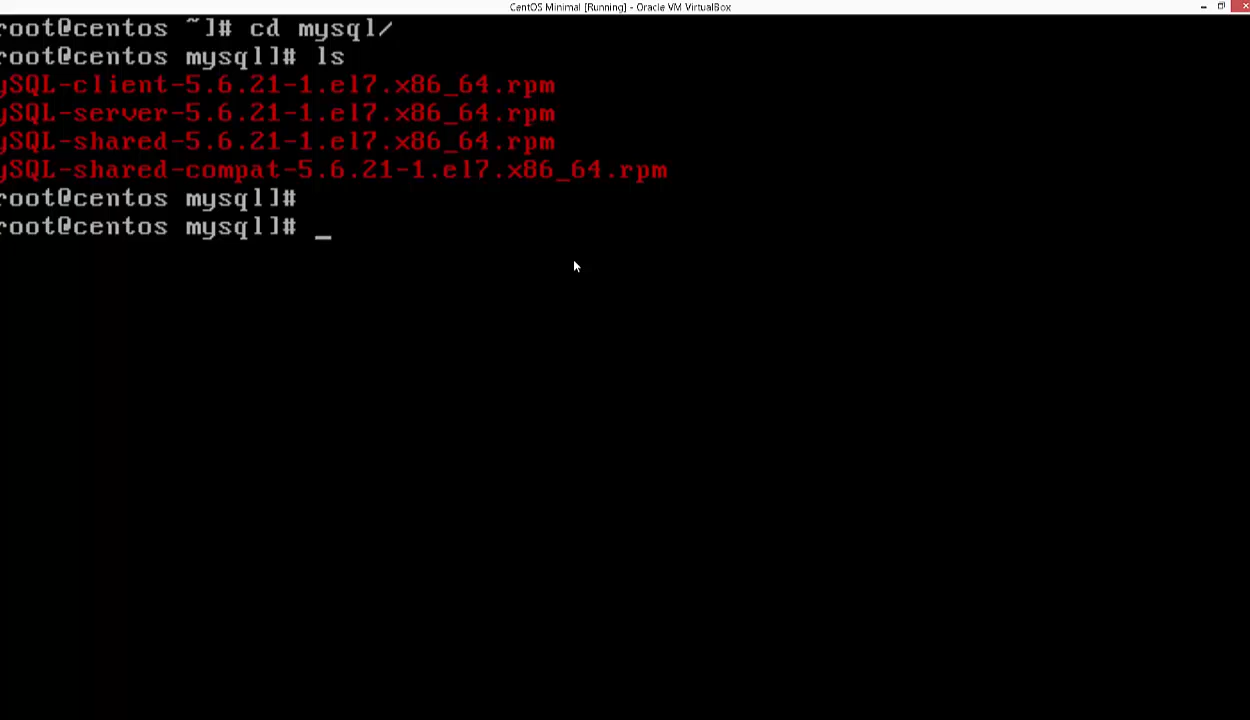 CentOS Minimal [Running] - Oracle VM VirtualBox
root@centos ~]# cd mysql/
root@centos mysql]# ls
ySQL-client-5.6.21-1.el7.x86_64.rpm
ySQL-server-5.6.21-1.el7.x86_64.rpm
ySQL-shared-5.6.21-1.el7.x86_64.rpm
ySQL-shared-compat-5.6.21-1.el7.x86_64.rpm
root@centos mysql]#
root@centos mysql]# _